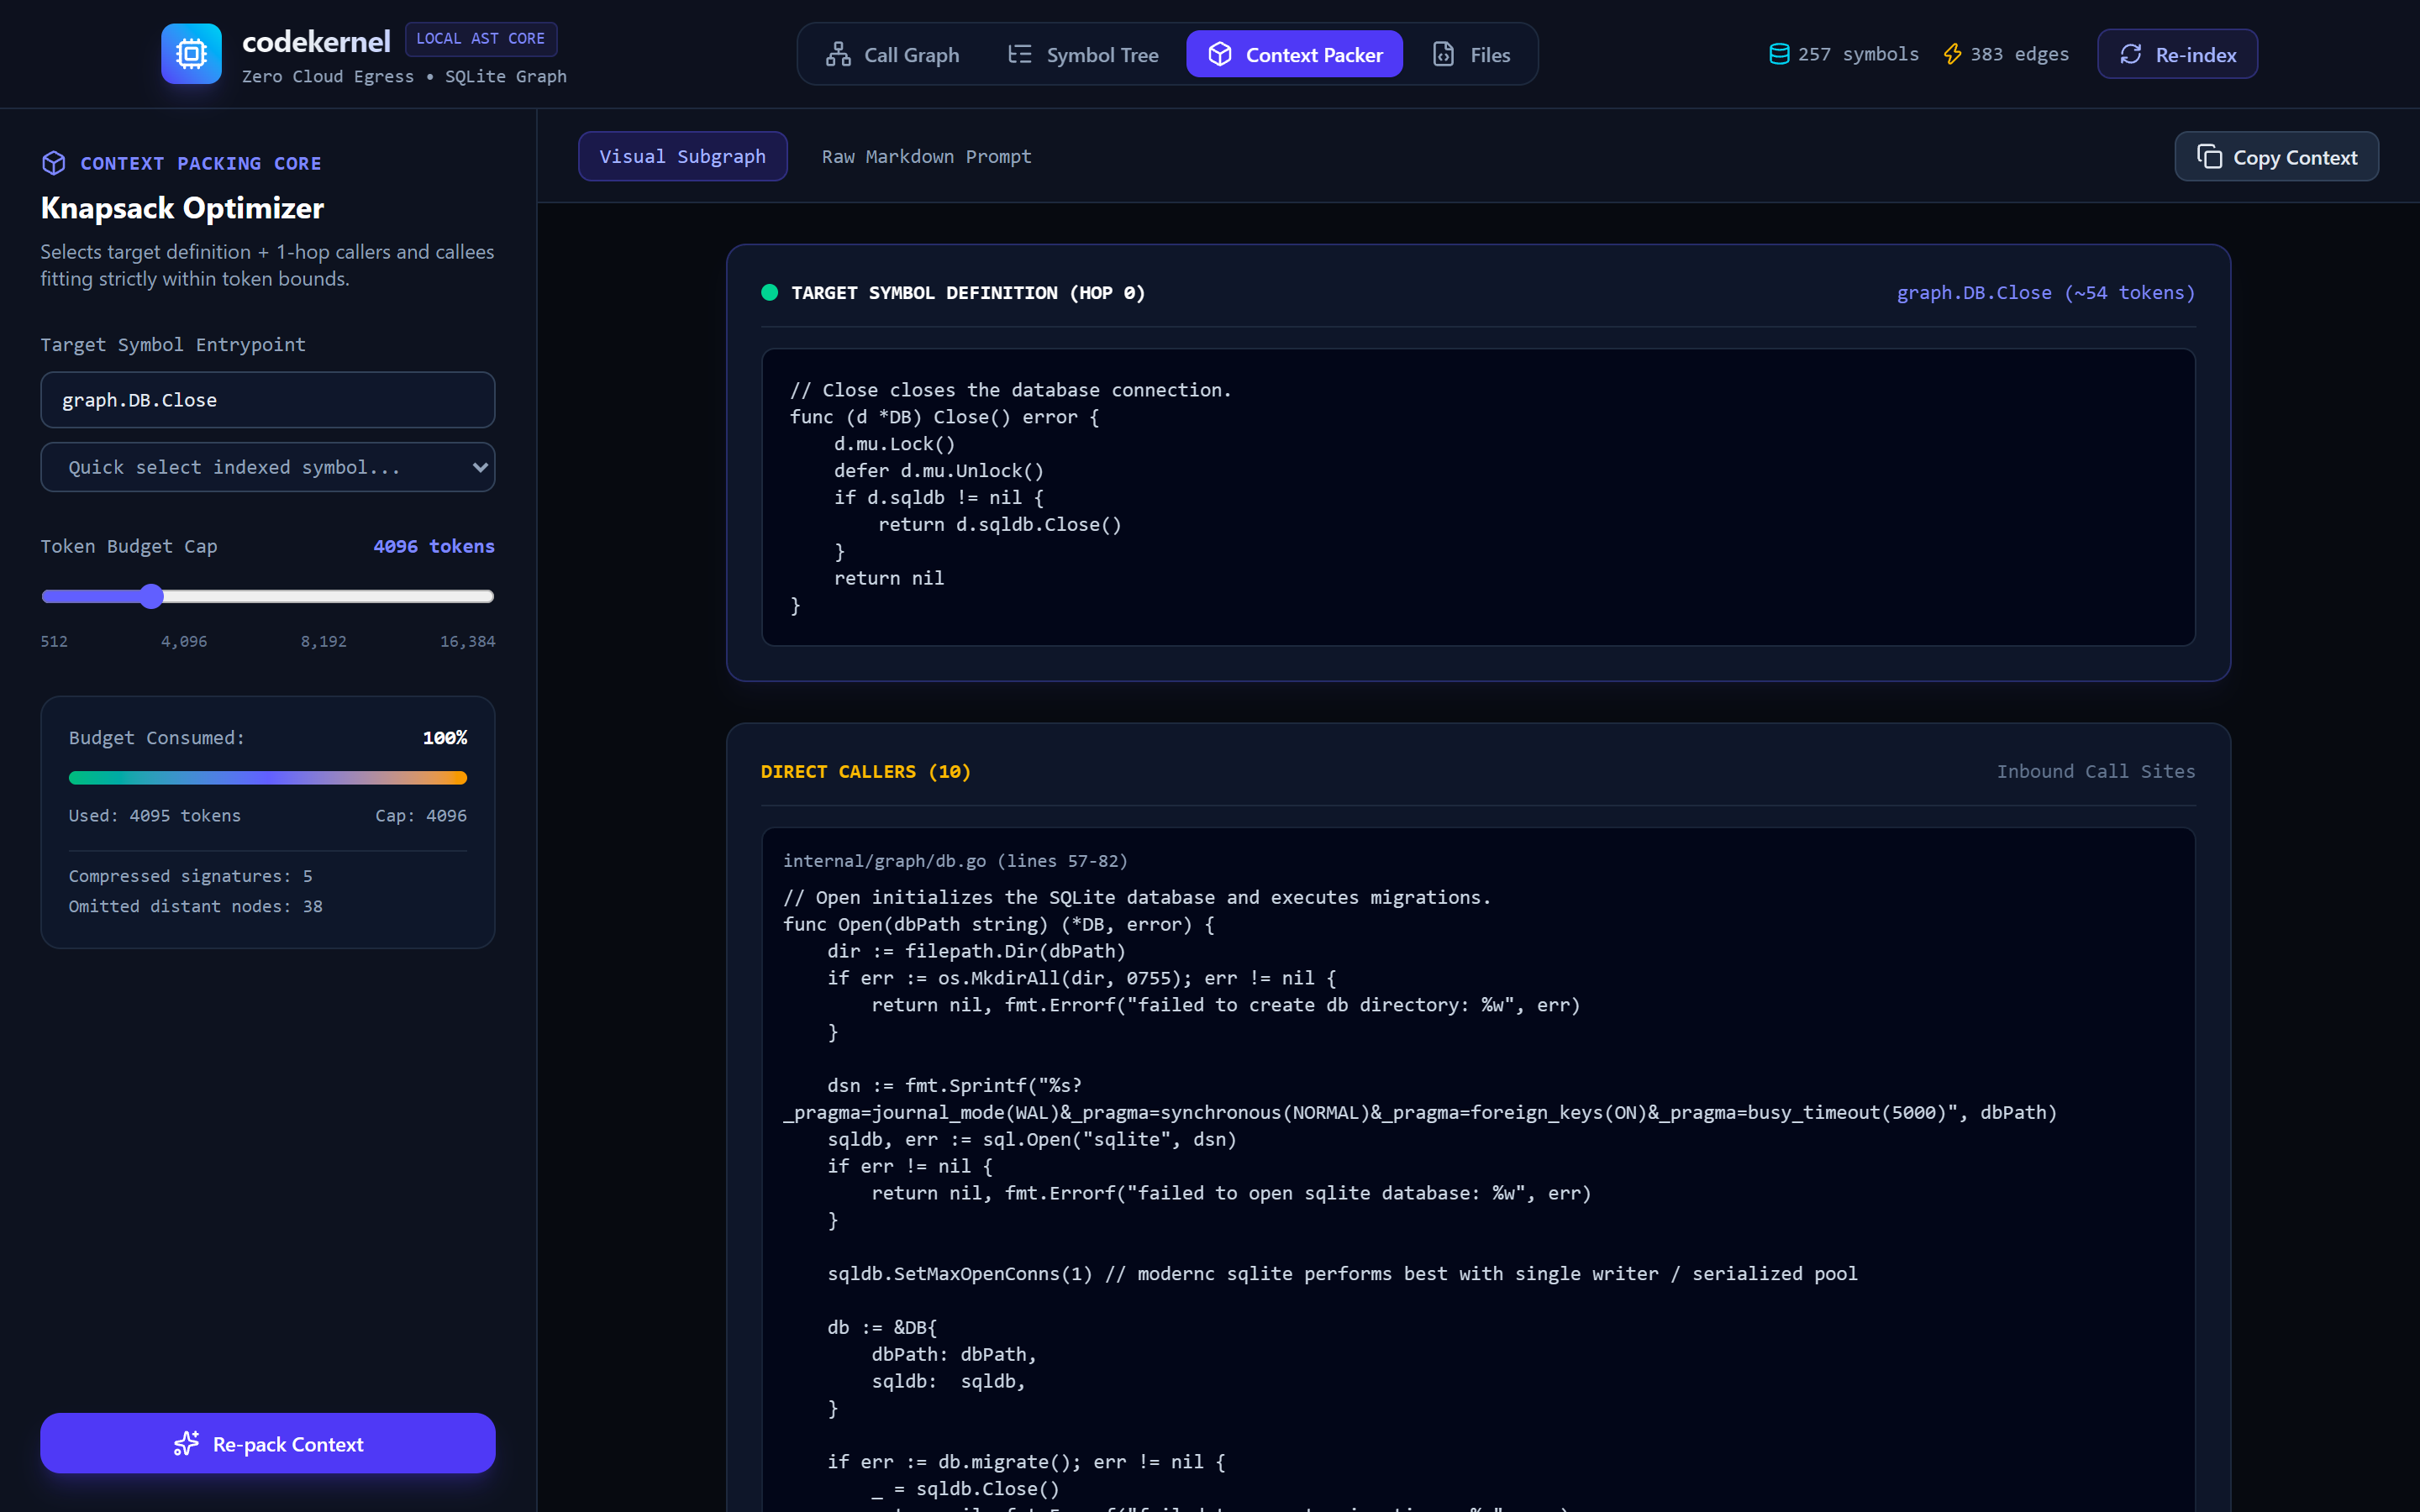 codekernel
LOCAL AST CORE
Zero Cloud Egress • SQLite Graph
Call Graph
Symbol Tree
Context Packer
Files
257 symbols
383 edges
Re-index
CONTEXT PACKING CORE
Knapsack Optimizer
Selects target definition + 1-hop callers and callees
fitting strictly within token bounds.
Target Symbol Entrypoint
graph.DB.Close
Quick select indexed symbol...
Token Budget Cap
4096 tokens
512
4,096
8,192
16,384
Budget Consumed:
100%
Used: 4095 tokens
Cap: 4096
Compressed signatures: 5
Omitted distant nodes: 38
Re-pack Context
Visual Subgraph
Raw Markdown Prompt
Copy Context
TARGET SYMBOL DEFINITION (HOP 0)
graph.DB.Close (~54 tokens)
// Close closes the database connection.
func (d *DB) Close() error {
    d.mu.Lock()
    defer d.mu.Unlock()
    if d.sqldb != nil {
        return d.sqldb.Close()
    }
    return nil
}
DIRECT CALLERS (10)
Inbound Call Sites
internal/graph/db.go (lines 57-82)
// Open initializes the SQLite database and executes migrations.
func Open(dbPath string) (*DB, error) {
    dir := filepath.Dir(dbPath)
    if err := os.MkdirAll(dir, 0755); err != nil {
        return nil, fmt.Errorf("failed to create db directory: %w", err)
    }
    dsn := fmt.Sprintf("%s?
_pragma=journal_mode(WAL)&_pragma=synchronous(NORMAL)&_pragma=foreign_keys(ON)&_pragma=busy_timeout(5000)", dbPath)
    sqldb, err := sql.Open("sqlite", dsn)
    if err != nil {
        return nil, fmt.Errorf("failed to open sqlite database: %w", err)
    }
    sqldb.SetMaxOpenConns(1) // modernc sqlite performs best with single writer / serialized pool
    db := &DB{
        dbPath: dbPath,
        sqldb:  sqldb,
    }
    if err := db.migrate(); err != nil {
        _ = sqldb.Close()